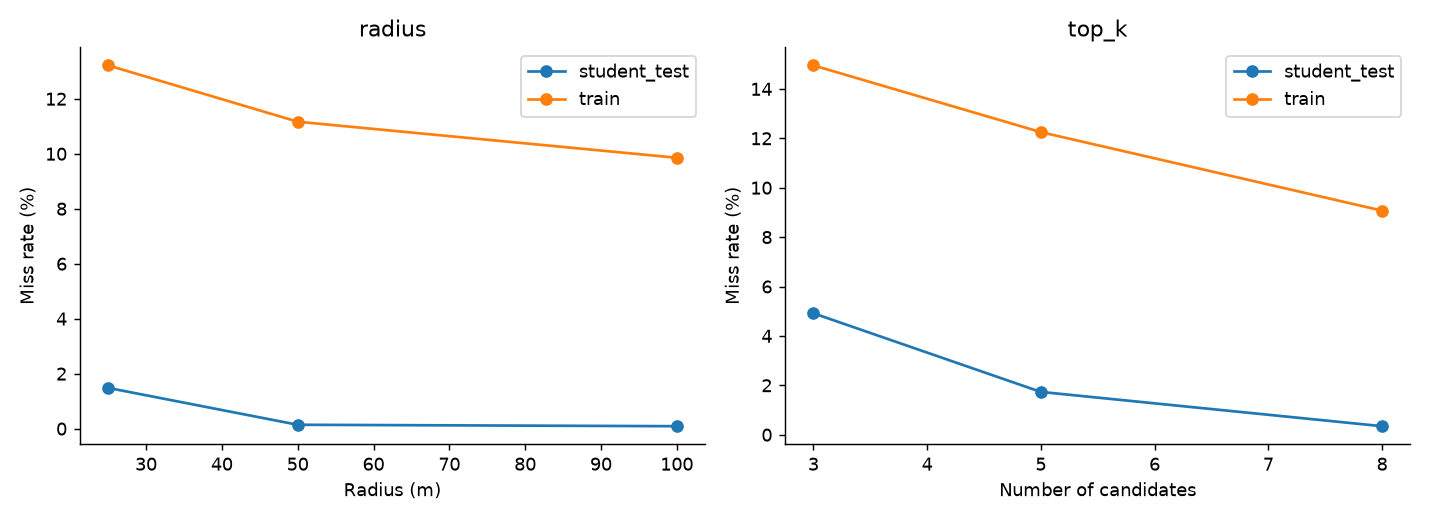 radius
student_test
train
Miss rate (%)
12
10
8
6
4
2
0
30 40 50 60 70 80 90 100
Radius (m)
top_k
student_test
train
Miss rate (%)
14
12
10
8
6
4
2
0
3 4 5 6 7 8
Number of candidates